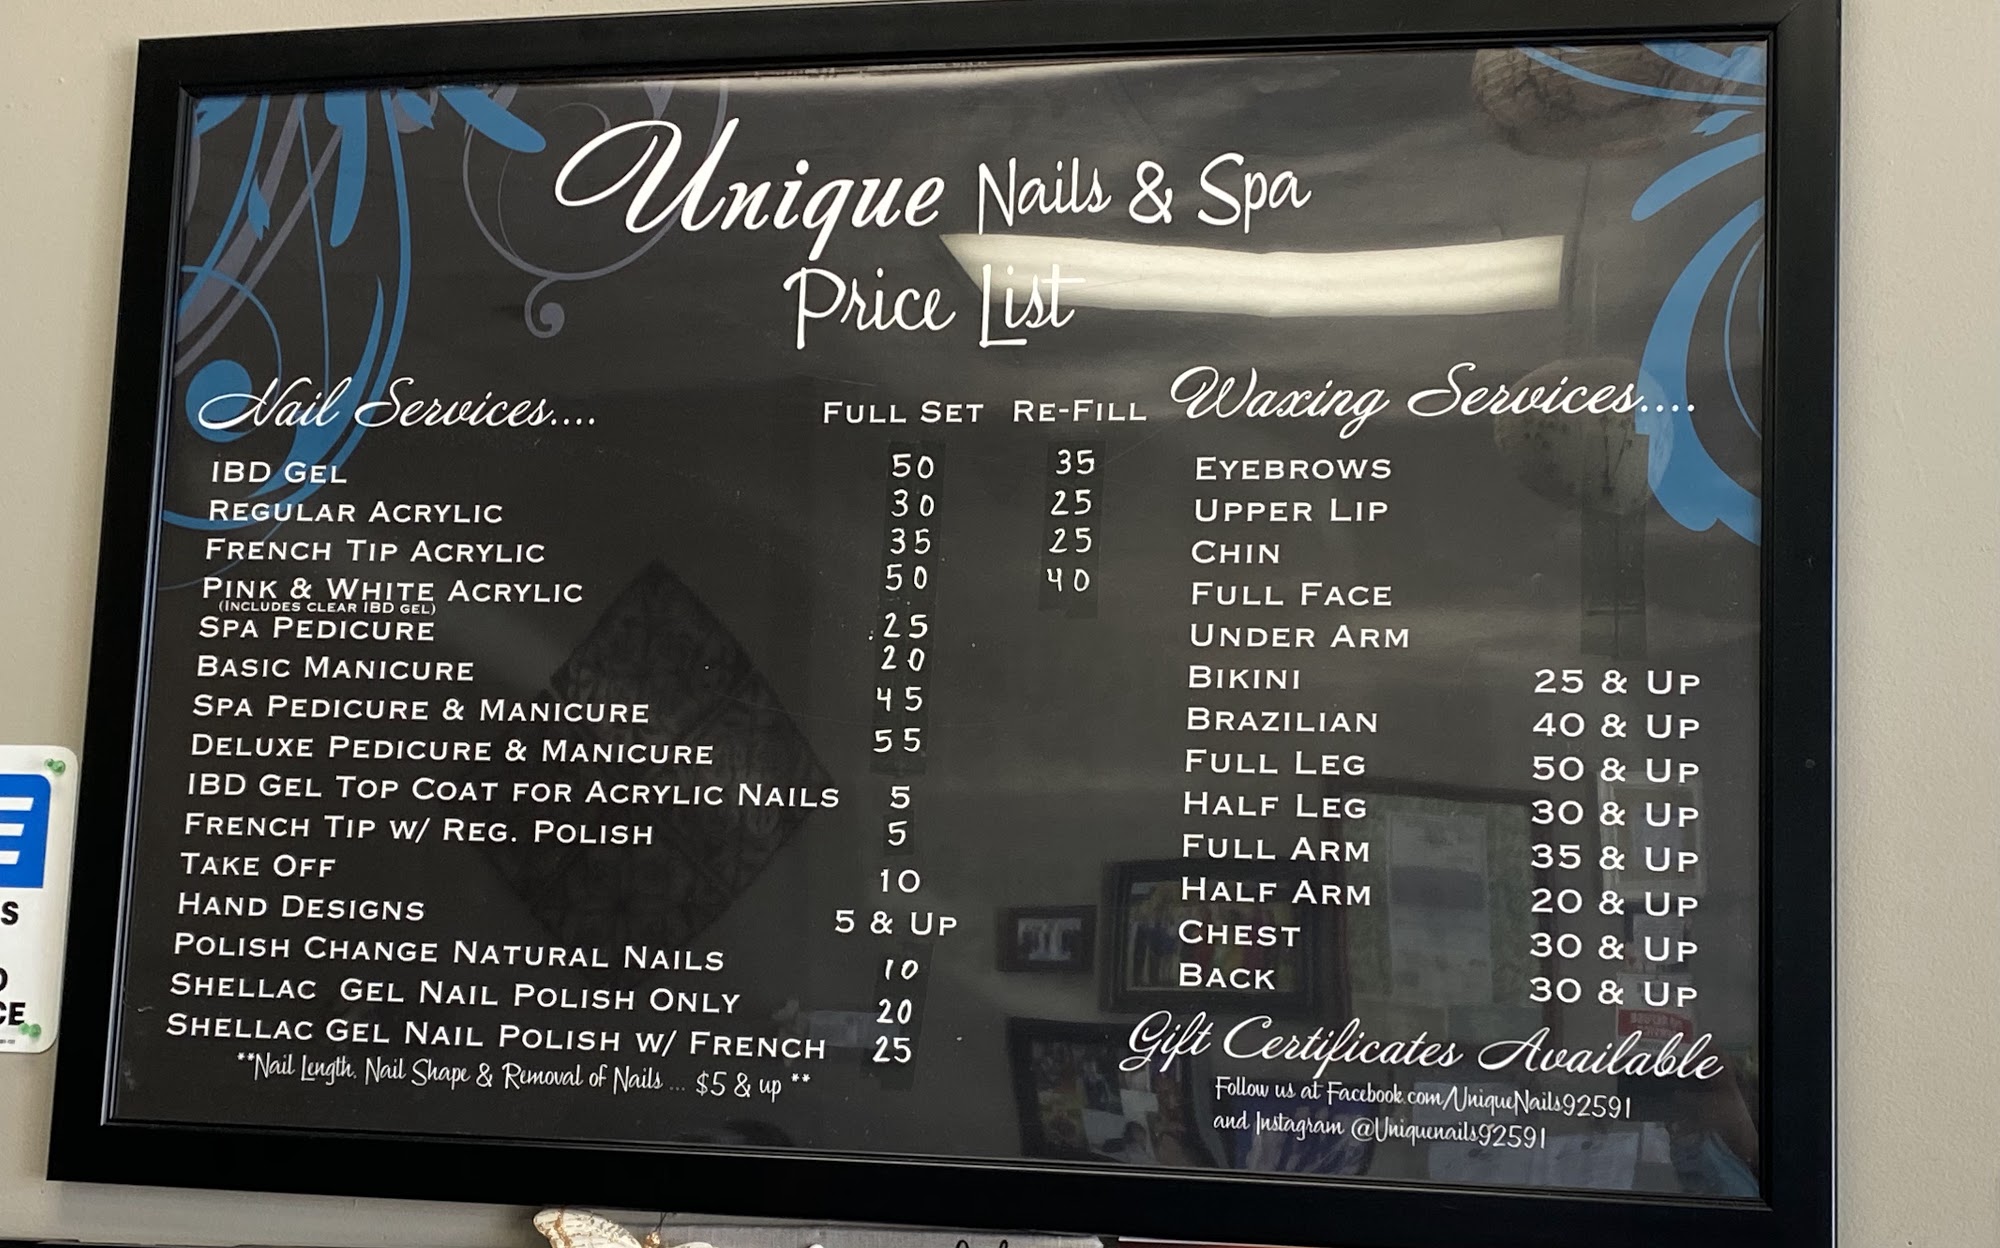 Unique Nails & Spa
Price List
Nail Services.... FULL SET RE-FILL
IBD GEL 50 35
REGULAR ACRYLIC 30 25
FRENCH TIP ACRYLIC 35 25
PINK & WHITE ACRYLIC 50 40
(INCLUDES CLEAR IBD GEL)
SPA PEDICURE 25
BASIC MANICURE 20
SPA PEDICURE & MANICURE 45
DELUXE PEDICURE & MANICURE 55
IBD GEL TOP COAT FOR ACRYLIC NAILS 5
FRENCH TIP W/ REG. POLISH 5
TAKE OFF 10
HAND DESIGNS 5 & UP
POLISH CHANGE NATURAL NAILS 10
SHELLAC GEL NAIL POLISH ONLY 20
SHELLAC GEL NAIL POLISH W/ FRENCH 25
**Nail Length, Nail Shape & Removal of Nails ... $5 & up **
Waxing Services....
EYEBROWS
UPPER LIP
CHIN
FULL FACE
UNDER ARM
BIKINI 25 & UP
BRAZILIAN 40 & UP
FULL LEG 50 & UP
HALF LEG 30 & UP
FULL ARM 35 & UP
HALF ARM 20 & UP
CHEST 30 & UP
BACK 30 & UP
Gift Certificates Available
Follow us at Facebook.com/UniqueNails92591
and Instagram @Uniquenails92591
E
S
CE